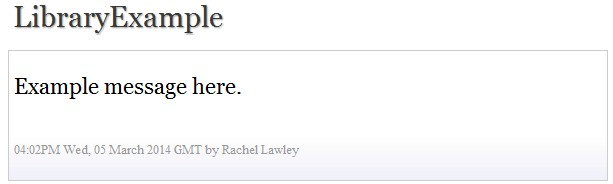 LibraryExample
Example message here.
04:02PM Wed, 05 March 2014 GMT by Rachel Lawley